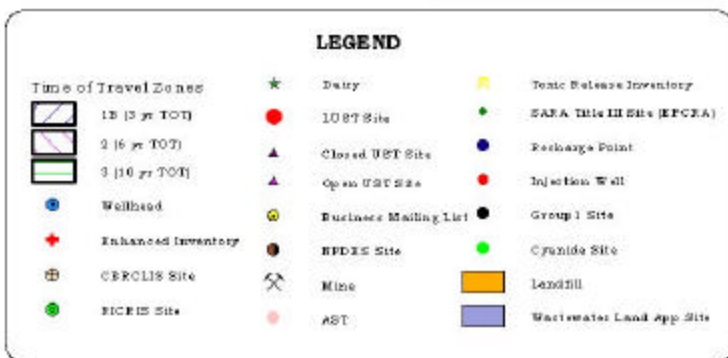 LEGEND
Time of Travel Zones
1B (3 yr TOT)
2 (6 yr TOT)
3 (10 yr TOT)
Wellhead
Enhanced Inventory
CERCLIS Site
RICRIS Site
Dairy
LUST Site
Closed UST Site
Open UST Site
Business Mailing List
NPDES Site
Mine
AST
Toxic Release Inventory
SARA Title III Site (EPCRA)
Recharge Point
Injection Well
Group 1 Site
Cyanide Site
Landfill
Wastewater Land App Site